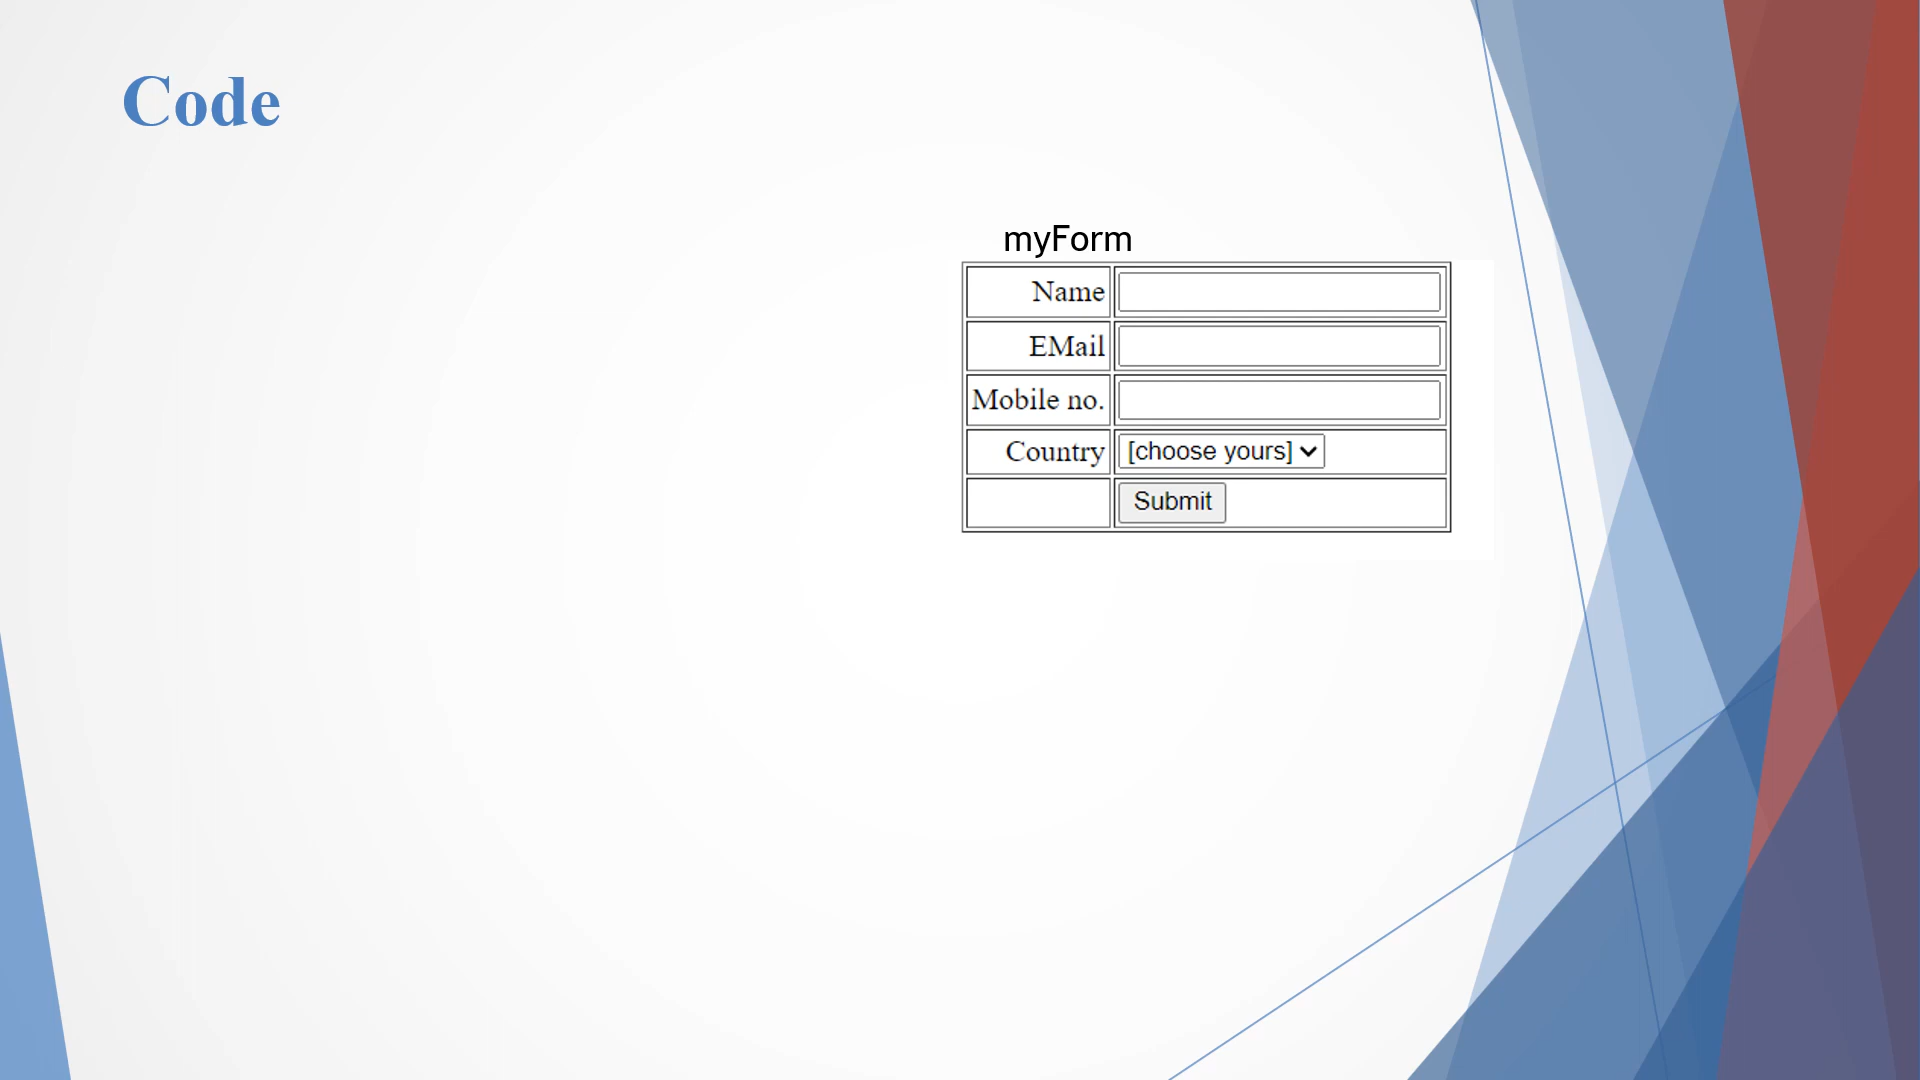 Code
myForm
Name
EMail
Mobile no.
Country [choose yours]
Submit